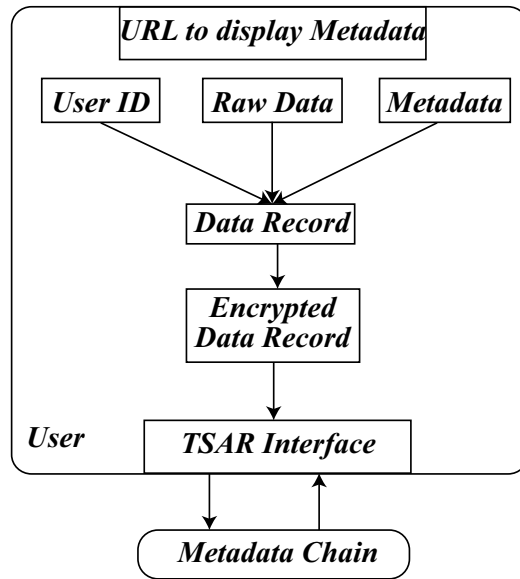 URL to display Metadata
User ID
Raw Data
Metadata
Data Record
Encrypted
Data Record
User
TSAR Interface
Metadata Chain